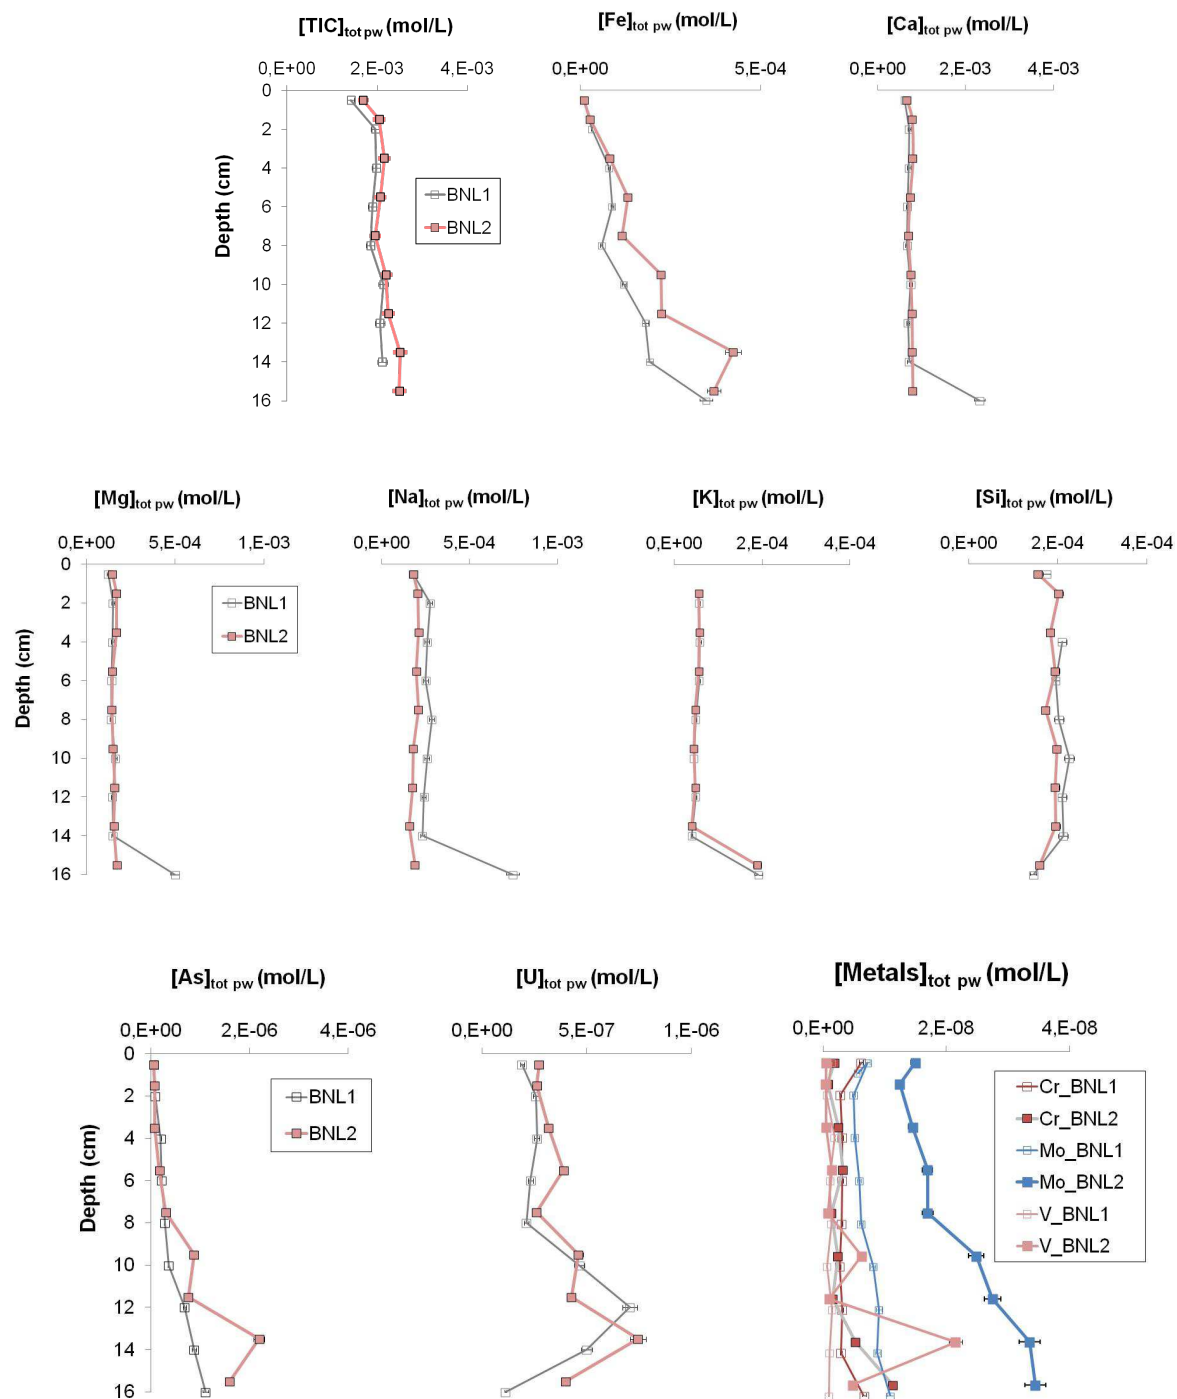 [TIC]tot pw (mol/L) [Fe]tot pw (mol/L) [Ca]tot pw (mol/L)
0,E+00 2,E-03 4,E-03 0,E+00 5,E-04 0,E+00 2,E-03 4,E-03
0
2
4
6
8
10
12
14
16
Depth (cm)
BNL1
BNL2
[Mg]tot pw (mol/L) [Na]tot pw (mol/L) [K]tot pw (mol/L) [Si]tot pw (mol/L)
0,E+00 5,E-04 1,E-03 0,E+00 5,E-04 1,E-03 0,E+00 2,E-04 4,E-04 0,E+00 2,E-04 4,E-04
0
2
4
6
8
10
12
14
16
Depth (cm)
BNL1
BNL2
[As]tot pw (mol/L) [U]tot pw (mol/L) [Metals]tot pw (mol/L)
0,E+00 2,E-06 4,E-06 0,E+00 5,E-07 1,E-06 0,E+00 2,E-08 4,E-08
0
2
4
6
8
10
12
14
16
Depth (cm)
BNL1
BNL2
Cr_BNL1
Cr_BNL2
Mo_BNL1
Mo_BNL2
V_BNL1
V_BNL2